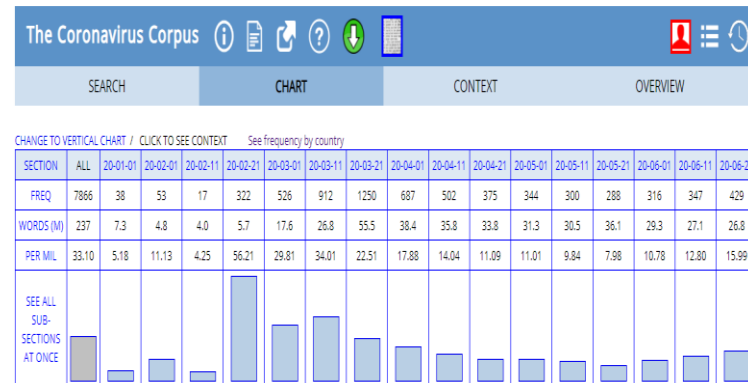 The Coronavirus Corpus
SEARCH CHART CONTEXT OVERVIEW
CHANGE TO VERTICAL CHART / CLICK TO SEE CONTEXT See frequency by country
SECTION ALL 20-01-01 20-02-01 20-02-11 20-02-21 20-03-01 20-03-11 20-03-21 20-04-01 20-04-11 20-04-21 20-05-01 20-05-11 20-05-21 20-06-01 20-06-11 20-06-2
FREQ 7866 38 53 17 322 526 912 1250 687 502 375 344 300 288 316 347 429
WORDS (M) 237 7.3 4.8 4.0 5.7 17.6 26.8 55.5 38.4 35.8 33.8 31.3 30.5 36.1 29.3 27.1 26.8
PER MIL 33.10 5.18 11.13 4.25 56.21 29.81 34.01 22.51 17.88 14.04 11.09 11.01 9.84 7.98 10.78 12.80 15.99
SEE ALL
SUB-
SECTIONS
AT ONCE